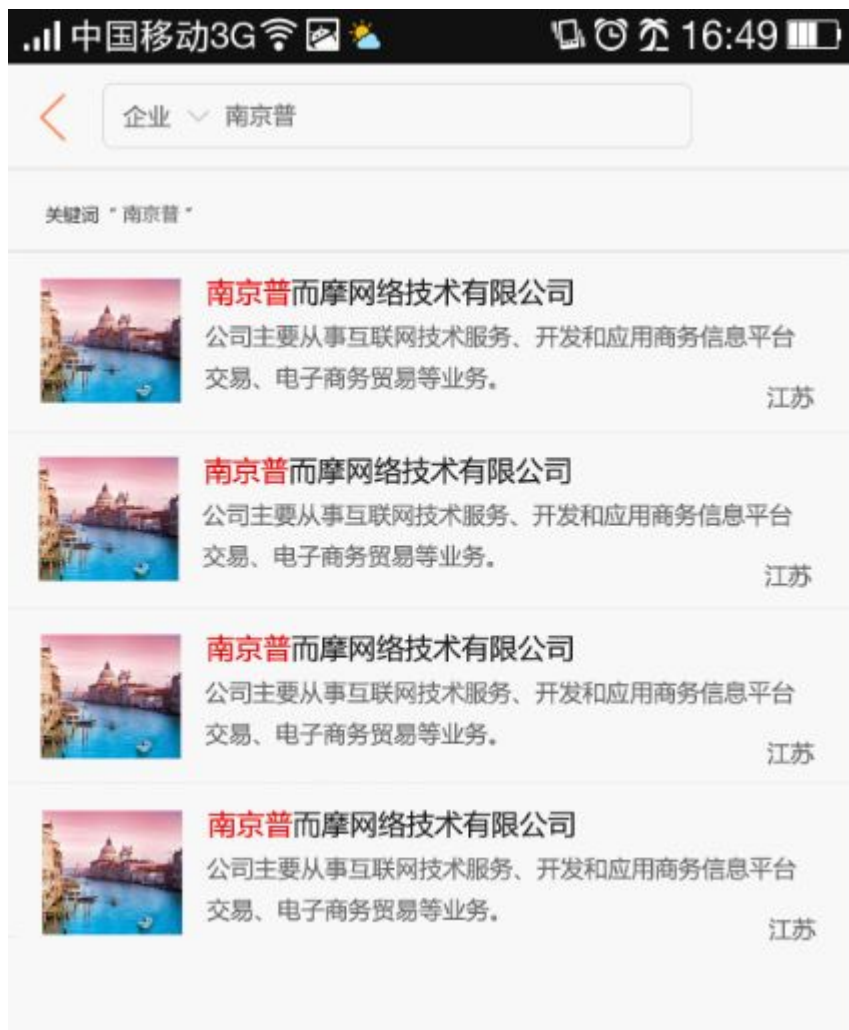 中国移动3G 16:49
企业 南京普
关键词 “南京普”
南京普而摩网络技术有限公司
公司主要从事互联网技术服务、开发和应用商务信息平台
交易、电子商务贸易等业务。
江苏
南京普而摩网络技术有限公司
公司主要从事互联网技术服务、开发和应用商务信息平台
交易、电子商务贸易等业务。
江苏
南京普而摩网络技术有限公司
公司主要从事互联网技术服务、开发和应用商务信息平台
交易、电子商务贸易等业务。
江苏
南京普而摩网络技术有限公司
公司主要从事互联网技术服务、开发和应用商务信息平台
交易、电子商务贸易等业务。
江苏